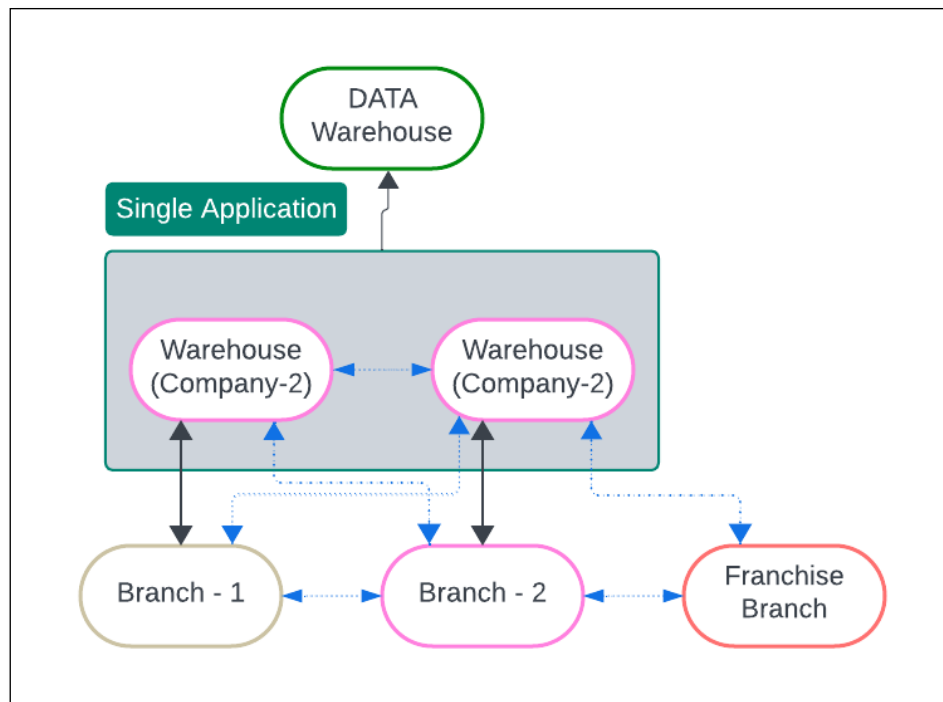 DATA
Warehouse
Single Application
Warehouse
(Company-2)
Warehouse
(Company-2)
Branch - 1
Branch - 2
Franchise
Branch